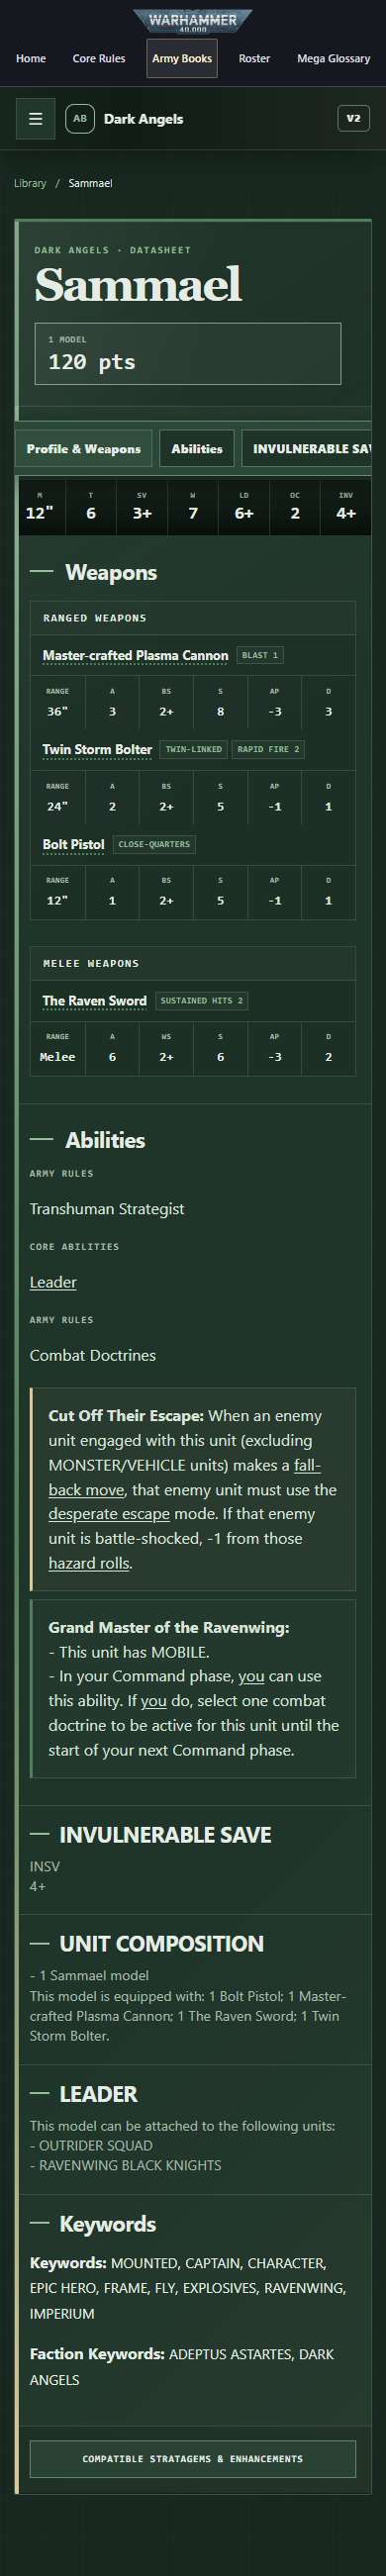 WARHAMMER
40,000
Home Core Rules Army Books Roster Mega Glossary
☰ AB Dark Angels V2
Library / Sammael
DARK ANGELS · DATASHEET
Sammael
1 MODEL
120 pts
Profile & Weapons Abilities INVULNERABLE SA
M T SV W LD OC INV
12" 6 3+ 7 6+ 2 4+
Weapons
RANGED WEAPONS
Master-crafted Plasma Cannon BLAST 1
RANGE A BS S AP D
36" 3 2+ 8 -3 3
Twin Storm Bolter TWIN-LINKED RAPID FIRE 2
RANGE A BS S AP D
24" 2 2+ 5 -1 1
Bolt Pistol CLOSE-QUARTERS
RANGE A BS S AP D
12" 1 2+ 5 -1 1
MELEE WEAPONS
The Raven Sword SUSTAINED HITS 2
RANGE A WS S AP D
Melee 6 2+ 6 -3 2
Abilities
ARMY RULES
Transhuman Strategist
CORE ABILITIES
Leader
ARMY RULES
Combat Doctrines
Cut Off Their Escape: When an enemy
unit engaged with this unit (excluding
MONSTER/VEHICLE units) makes a fall-
back move, that enemy unit must use the
desperate escape mode. If that enemy
unit is battle-shocked, -1 from those
hazard rolls.
Grand Master of the Ravenwing:
- This unit has MOBILE.
- In your Command phase, you can use
this ability. If you do, select one combat
doctrine to be active for this unit until the
start of your next Command phase.
INVULNERABLE SAVE
INSV
4+
UNIT COMPOSITION
- 1 Sammael model
This model is equipped with: 1 Bolt Pistol; 1 Master-
crafted Plasma Cannon; 1 The Raven Sword; 1 Twin
Storm Bolter.
LEADER
This model can be attached to the following units:
- OUTRIDER SQUAD
- RAVENWING BLACK KNIGHTS
Keywords
Keywords: MOUNTED, CAPTAIN, CHARACTER,
EPIC HERO, FRAME, FLY, EXPLOSIVES, RAVENWING,
IMPERIUM
Faction Keywords: ADEPTUS ASTARTES, DARK
ANGELS
COMPATIBLE STRATAGEMS & ENHANCEMENTS